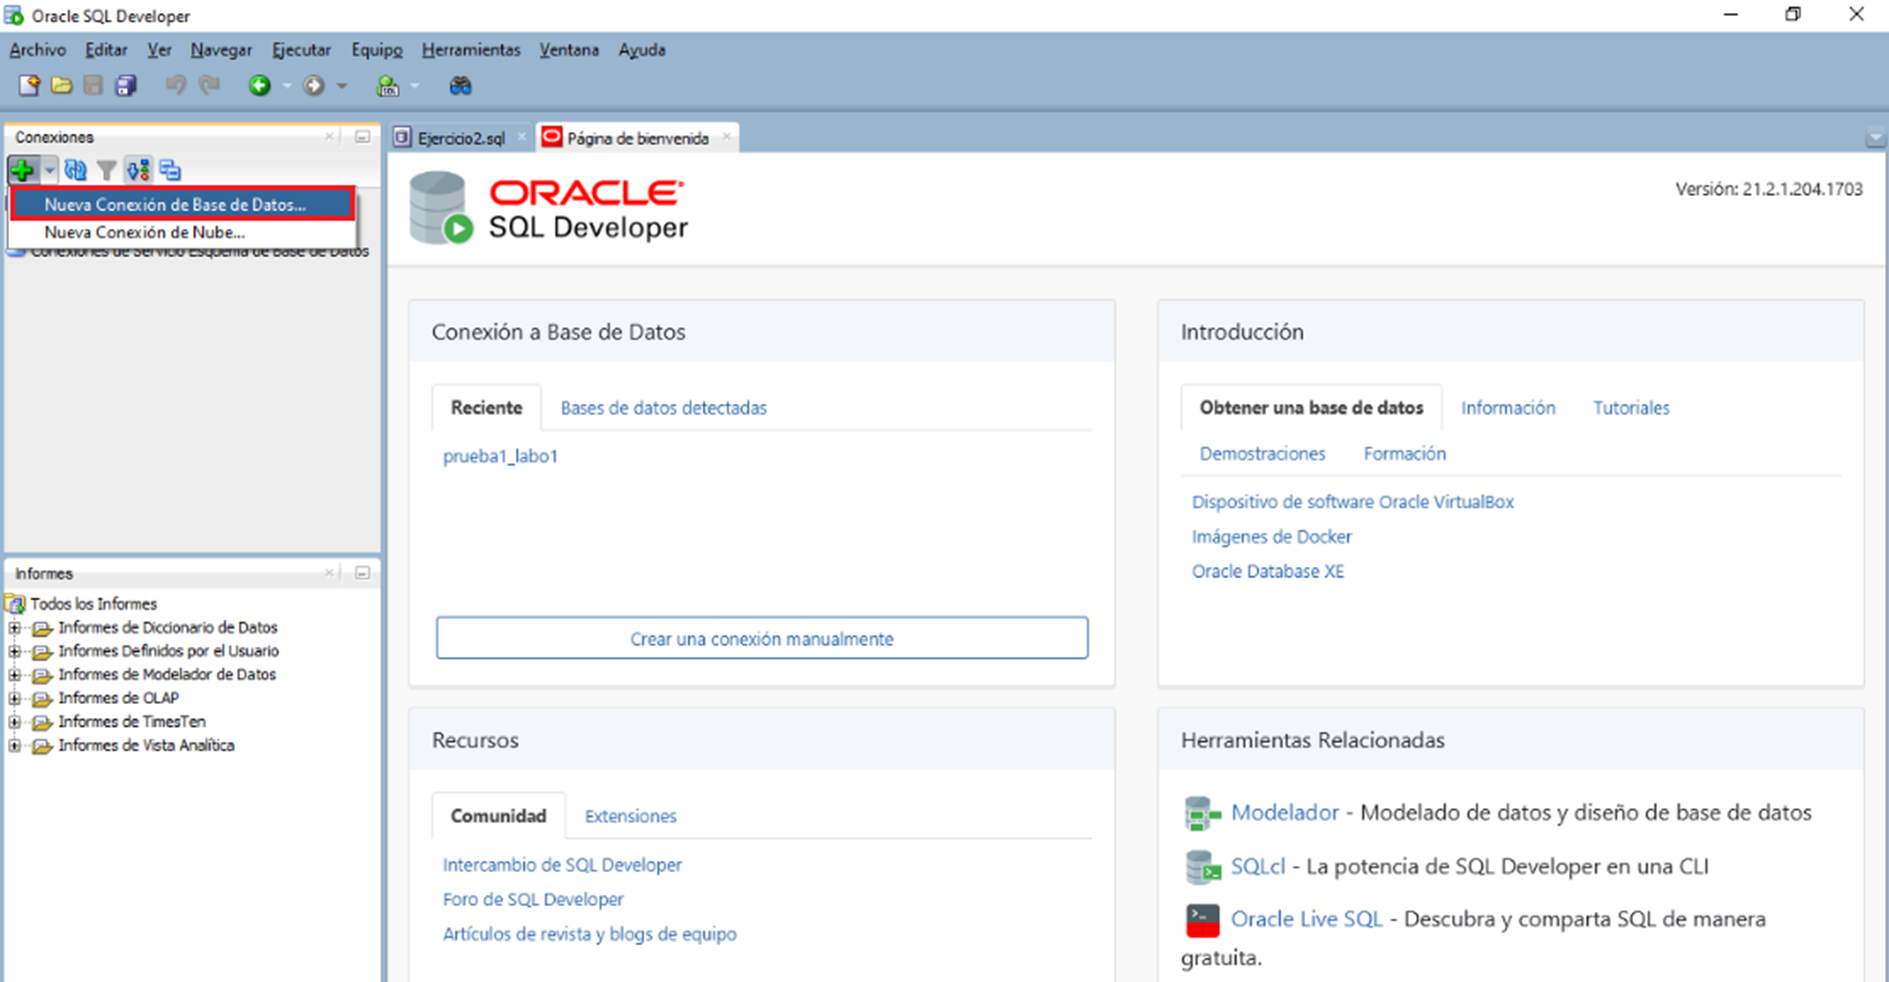 Oracle SQL Developer
Archivo Editar Ver Navegar Ejecutar Equipo Herramientas Ventana Ayuda
Conexiones
Nueva Conexión de Base de Datos...
Nueva Conexión de Nube...
Conexiones de Servicio Esquema de Base de Datos
Informes
Todos los Informes
Informes de Diccionario de Datos
Informes Definidos por el Usuario
Informes de Modelador de Datos
Informes de OLAP
Informes de TimesTen
Informes de Vista Analítica
Ejercicio2.sql Página de bienvenida
ORACLE
SQL Developer
Versión: 21.2.1.204.1703
Conexión a Base de Datos
Reciente Bases de datos detectadas
prueba1_labo1
Crear una conexión manualmente
Introducción
Obtener una base de datos Información Tutoriales
Demostraciones Formación
Dispositivo de software Oracle VirtualBox
Imágenes de Docker
Oracle Database XE
Recursos
Comunidad Extensiones
Intercambio de SQL Developer
Foro de SQL Developer
Artículos de revista y blogs de equipo
Herramientas Relacionadas
Modelador - Modelado de datos y diseño de base de datos
SQLcl - La potencia de SQL Developer en una CLI
Oracle Live SQL - Descubra y comparta SQL de manera
gratuita.